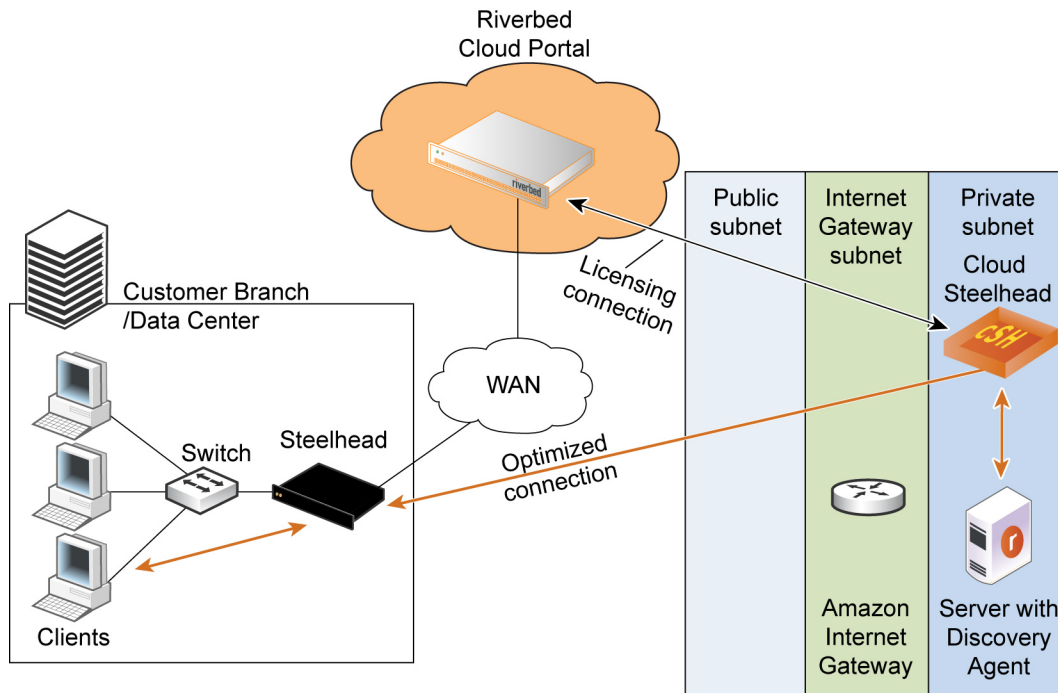 Riverbed
Cloud Portal
riverbed
Public
subnet
Internet
Gateway
subnet
Private
subnet
Cloud
Steelhead
CSH
Licensing
connection
Customer Branch
/Data Center
WAN
Switch
Steelhead
Optimized
connection
Clients
r
Amazon
Internet
Gateway
Server with
Discovery
Agent